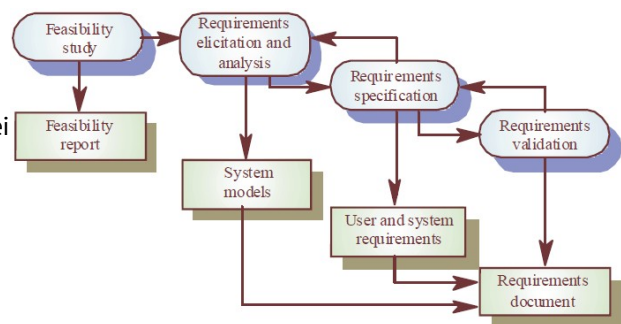 Feasibility
study
Requirements
elicitation and
analysis
Requirements
specification
Requirements
validation
ei
Feasibility
report
System
models
User and system
requirements
Requirements
document